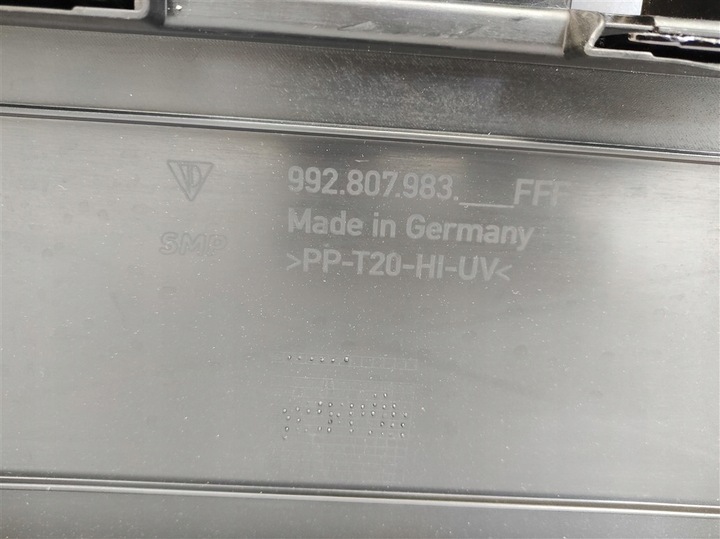 992.807.983.___FFF
Made in Germany
SMP
>PP-T20-HI-UV<